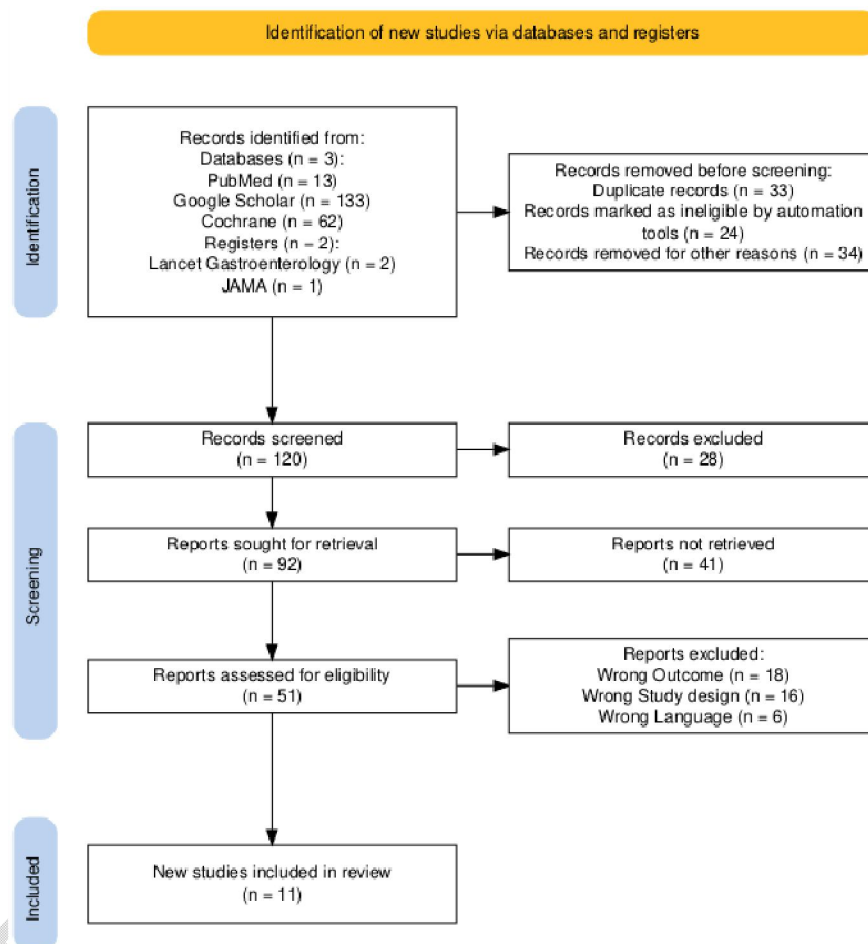 Identification of new studies via databases and registers
Identification
Records identified from:
Databases (n = 3):
PubMed (n = 13)
Google Scholar (n = 133)
Cochrane (n = 62)
Registers (n = 2):
Lancet Gastroenterology (n = 2)
JAMA (n = 1)
Records removed before screening:
Duplicate records (n = 33)
Records marked as ineligible by automation
tools (n = 24)
Records removed for other reasons (n = 34)
Screening
Records screened
(n = 120)
Records excluded
(n = 28)
Reports sought for retrieval
(n = 92)
Reports not retrieved
(n = 41)
Reports assessed for eligibility
(n = 51)
Reports excluded:
Wrong Outcome (n = 18)
Wrong Study design (n = 16)
Wrong Language (n = 6)
Included
New studies included in review
(n = 11)